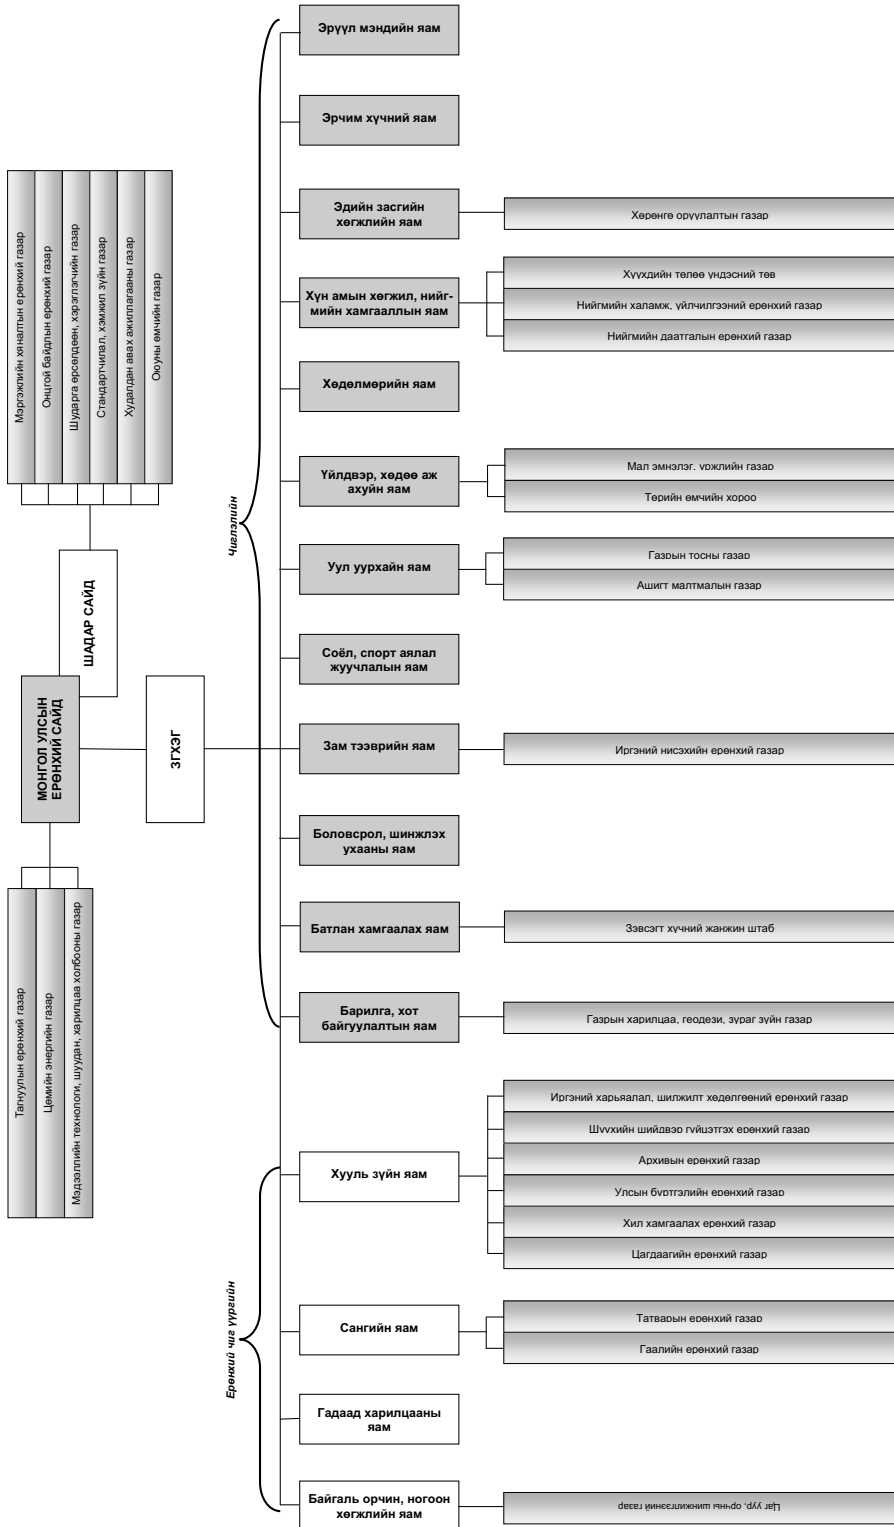 Мэргэжлийн хяналтын ерөнхий газар
Онцгой байдлын ерөнхий газар
Шударга өрсөлдөөн, хэрэглэгчийн газар
Стандартчилал, хэмжил зүйн газар
Худалдан авах ажиллагааны газар
Оюуны өмчийн газар
ШАДАР САЙД
МОНГОЛ УЛСЫН
ЕРӨНХИЙ САЙД
ЗГХЭГ
Тагнуулын ерөнхий газар
Цөмийн энергийн газар
Мэдээллийн технологи, шуудан, харилцаа холбооны газар
Чиглэлийн
Эрүүл мэндийн яам
Эрчим хүчний яам
Эдийн засгийн
хөгжлийн яам
Хөрөнгө оруулалтын газар
Хүн амын хөгжил, нийг-
мийн хамгааллын яам
Хүүхдийн төлөө үндэсний төв
Нийгмийн халамж, үйлчилгээний ерөнхий газар
Нийгмийн даатгалын ерөнхий газар
Хөдөлмөрийн яам
Үйлдвэр, хөдөө аж
ахуйн яам
Мал эмнэлэг, үржлийн газар
Төрийн өмчийн хороо
Уул уурхайн яам
Газрын тосны газар
Ашигт малтмалын газар
Соёл, спорт аялал
жуучлалын яам
Зам тээврийн яам
Иргэний нисэхийн ерөнхий газар
Боловсрол, шинжлэх
ухааны яам
Батлан хамгаалах яам
Зэвсэгт хүчний жанжин штаб
Барилга, хот
байгуулалтын яам
Газрын харилцаа, геодези, зураг зүйн газар
Ерөнхий чиг үүргийн
Хууль зүйн яам
Иргэний харьяалал, шилжилт хөдөлгөөний ерөнхий газар
Шүүхийн шийдвэр гүйцэтгэх ерөнхий газар
Архивын ерөнхий газар
Улсын бүртгэлийн ерөнхий газар
Хил хамгаалах ерөнхий газар
Цагдаагийн ерөнхий газар
Сангийн яам
Татварын ерөнхий газар
Гаалийн ерөнхий газар
Гадаад харилцааны
яам
Байгаль орчин, ногоон
хөгжлийн яам
Цаг уур, орчны шинжилгээний газар